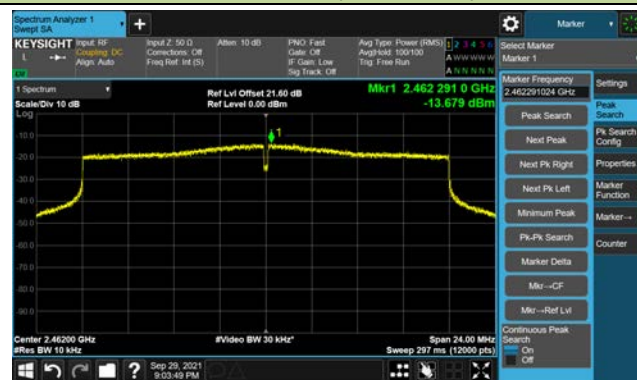 Spectrum Analyzer 1
Swept SA
+
Marker
KEYSIGHT
L
Input: RF
Coupling: DC
Align: Auto
Input Z: 50 Ω
Corrections: Off
Freq Ref: Int (S)
Atten: 10 dB
PNO: Fast
Gate: Off
IF Gain: Low
Sig Track: Off
Avg Type: Power (RMS)
Avg|Hold: 100/100
Trig: Free Run
1 2 3 4 5 6
A W W W W W
A N N N N N
Select Marker
Marker 1
1 Spectrum
Scale/Div 10 dB
Log
Ref Lvl Offset 21.60 dB
Ref Level 0.00 dBm
Mkr1 2.462 291 0 GHz
-13.679 dBm
1
-10.0
-20.0
-30.0
-40.0
-50.0
-60.0
-70.0
-80.0
-90.0
Center 2.46200 GHz
#Res BW 10 kHz
#Video BW 30 kHz*
Span 24.00 MHz
Sweep 297 ms (12000 pts)
Marker Frequency
2.462291024 GHz
Peak Search
Next Peak
Next Pk Right
Next Pk Left
Minimum Peak
Pk-Pk Search
Marker Delta
Mkr→CF
Mkr→Ref Lvl
Continuous Peak
Search
On
Off
Settings
Peak
Search
Pk Search
Config
Properties
Marker
Function
Marker→
Counter
?
Sep 29, 2021
9:03:49 PM